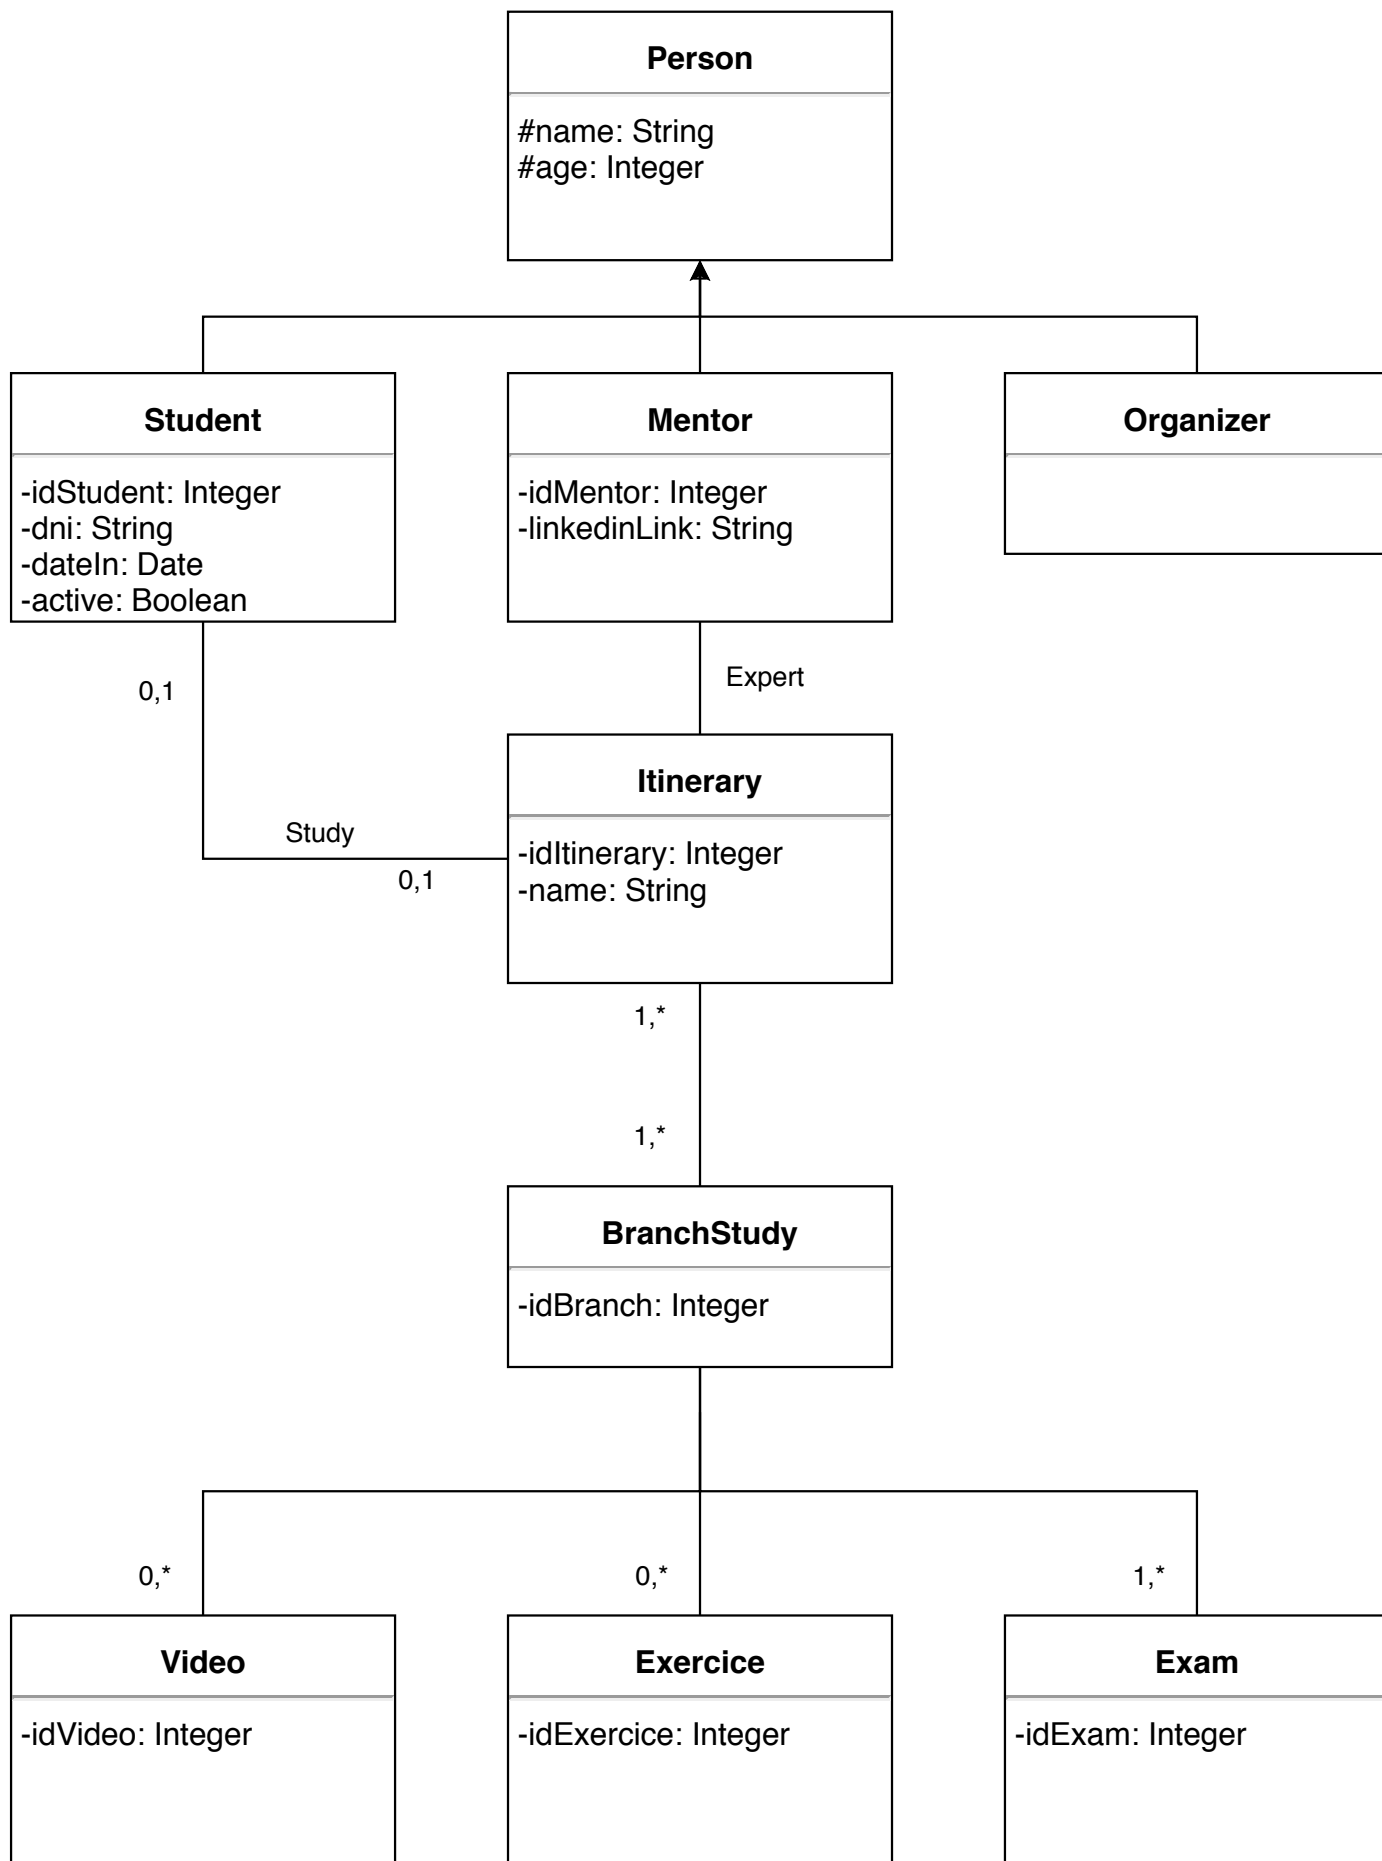 Person
#name: String
#age: Integer
Student
-idStudent: Integer
-dni: String
-dateIn: Date
-active: Boolean
Mentor
-idMentor: Integer
-linkedinLink: String
Organizer
0,1
Expert
Study
0,1
Itinerary
-idItinerary: Integer
-name: String
1,*
1,*
BranchStudy
-idBranch: Integer
0,*
0,*
1,*
Video
-idVideo: Integer
Exercice
-idExercice: Integer
Exam
-idExam: Integer